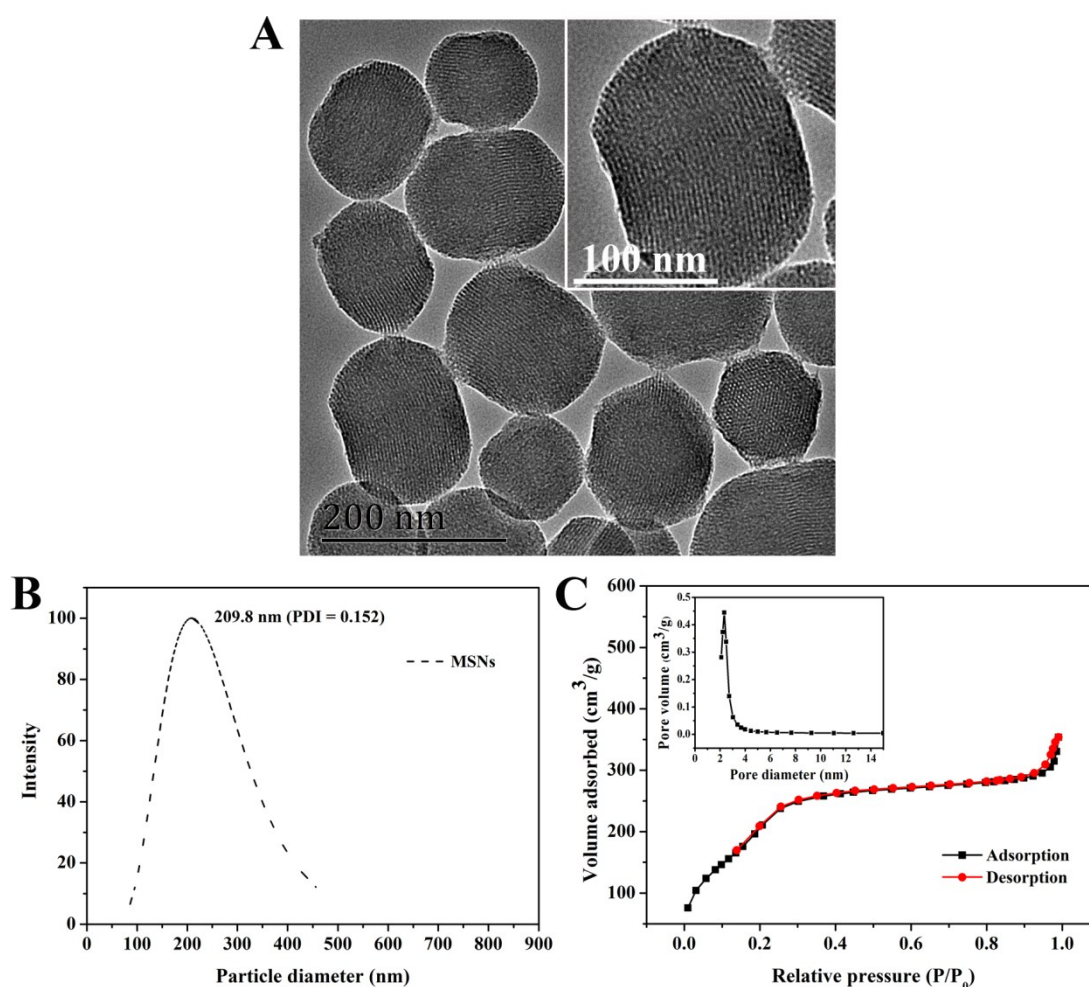 A
100 nm
200 nm
B
209.8 nm (PDI = 0.152)
MSNs
Intensity
100
80
60
40
20
0
0 100 200 300 400 500 600 700 800 900
Particle diameter (nm)
C
Volume adsorbed (cm³/g)
600
500
400
300
200
100
Pore volume (cm³/g)
0.5
0.4
0.3
0.2
0.1
0.0
0 2 4 6 8 10 12 14
Pore diameter (nm)
Adsorption
Desorption
0.0 0.2 0.4 0.6 0.8 1.0
Relative pressure (P/P₀)